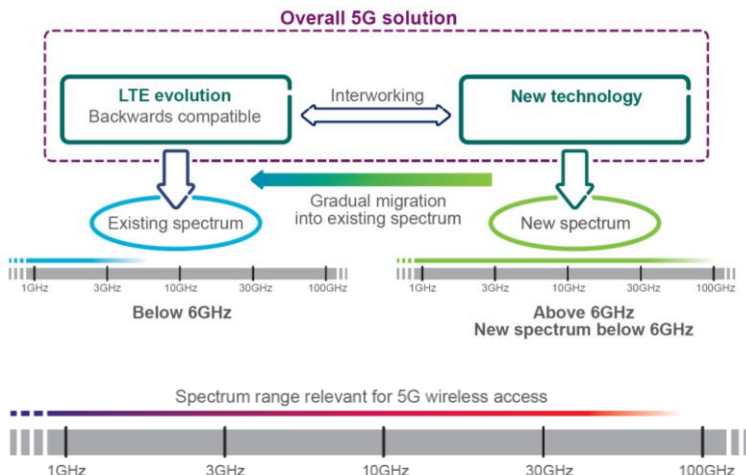 Overall 5G solution
LTE evolution
Backwards compatible
Interworking
New technology
Gradual migration
into existing spectrum
Existing spectrum
New spectrum
1GHz 3GHz 10GHz 30GHz 100GHz
Below 6GHz
1GHz 3GHz 10GHz 30GHz 100GHz
Above 6GHz
New spectrum below 6GHz
Spectrum range relevant for 5G wireless access
1GHz 3GHz 10GHz 30GHz 100GHz